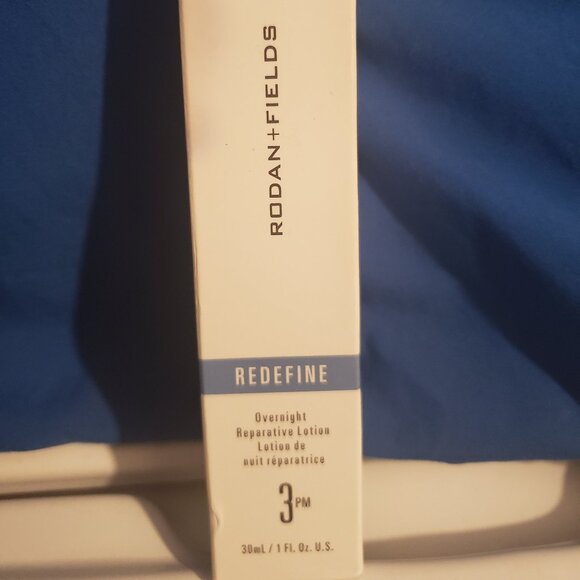 RODAN+FIELDS
REDEFINE
Overnight
Reparative Lotion
Lotion de
nuit réparatrice
3PM
30mL / 1 Fl. Oz. U.S.